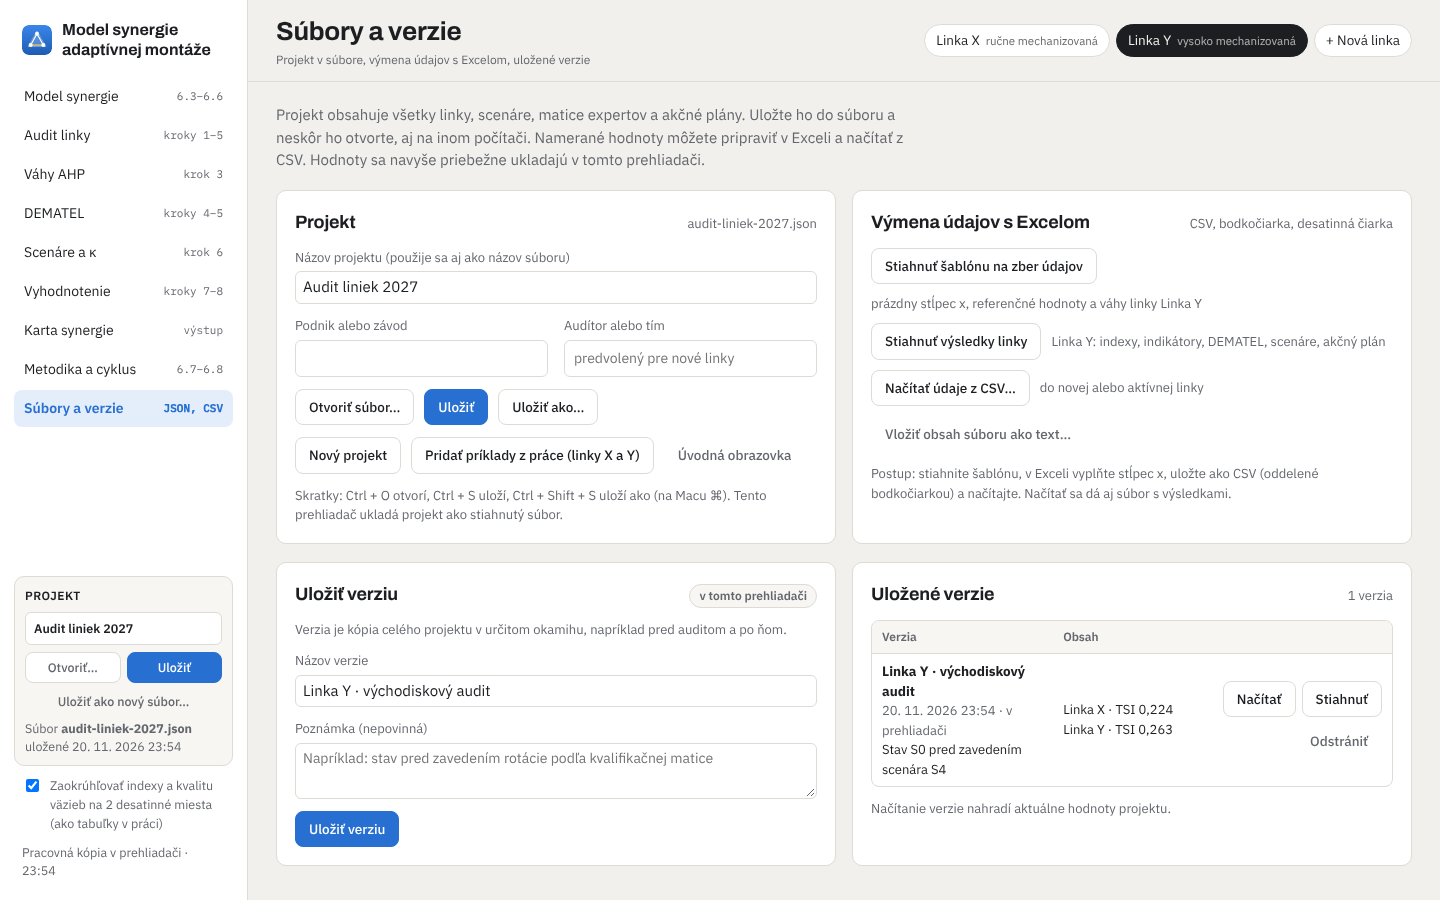 Model synergie
adaptívnej montáže
Model synergie 6.3–6.6
Audit linky kroky 1–5
Váhy AHP krok 3
DEMATEL kroky 4–5
Scenáre a κ krok 6
Vyhodnotenie kroky 7–8
Karta synergie výstup
Metodika a cyklus 6.7–6.8
Súbory a verzie JSON, CSV
PROJEKT
Audit liniek 2027
Otvoriť... Uložiť
Uložiť ako nový súbor...
Súbor audit-liniek-2027.json
uložené 20. 11. 2026 23:54
Zaokrúhľovať indexy a kvalitu
väzieb na 2 desatinné miesta
(ako tabuľky v práci)
Pracovná kópia v prehliadači ·
23:54
Súbory a verzie
Projekt v súbore, výmena údajov s Excelom, uložené verzie
Linka X ručne mechanizovaná Linka Y vysoko mechanizovaná + Nová linka
Projekt obsahuje všetky linky, scenáre, matice expertov a akčné plány. Uložte ho do súboru a
neskôr ho otvorte, aj na inom počítači. Namerané hodnoty môžete pripraviť v Exceli a načítať z
CSV. Hodnoty sa navyše priebežne ukladajú v tomto prehliadači.
Projekt audit-liniek-2027.json
Názov projektu (použije sa aj ako názov súboru)
Audit liniek 2027
Podnik alebo závod Audítor alebo tím
predvolený pre nové linky
Otvoriť súbor... Uložiť Uložiť ako...
Nový projekt Pridať príklady z práce (linky X a Y) Úvodná obrazovka
Skratky: Ctrl + O otvorí, Ctrl + S uloží, Ctrl + Shift + S uloží ako (na Macu ⌘). Tento
prehliadač ukladá projekt ako stiahnutý súbor.
Výmena údajov s Excelom CSV, bodkočiarka, desatinná čiarka
Stiahnuť šablónu na zber údajov
prázdny stĺpec x, referenčné hodnoty a váhy linky Linka Y
Stiahnuť výsledky linky Linka Y: indexy, indikátory, DEMATEL, scenáre, akčný plán
Načítať údaje z CSV... do novej alebo aktívnej linky
Vložiť obsah súboru ako text...
Postup: stiahnite šablónu, v Exceli vyplňte stĺpec x, uložte ako CSV (oddelené
bodkočiarkou) a načítajte. Načítať sa dá aj súbor s výsledkami.
Uložiť verziu v tomto prehliadači
Verzia je kópia celého projektu v určitom okamihu, napríklad pred auditom a po ňom.
Názov verzie
Linka Y · východiskový audit
Poznámka (nepovinná)
Napríklad: stav pred zavedením rotácie podľa kvalifikačnej matice
Uložiť verziu
Uložené verzie 1 verzia
Verzia Obsah
Linka Y · východiskový
audit
20. 11. 2026 23:54 · v
prehliadači
Stav S0 pred zavedením
scenára S4
Linka X · TSI 0,224
Linka Y · TSI 0,263
Načítať Stiahnuť
Odstrániť
Načítanie verzie nahradí aktuálne hodnoty projektu.